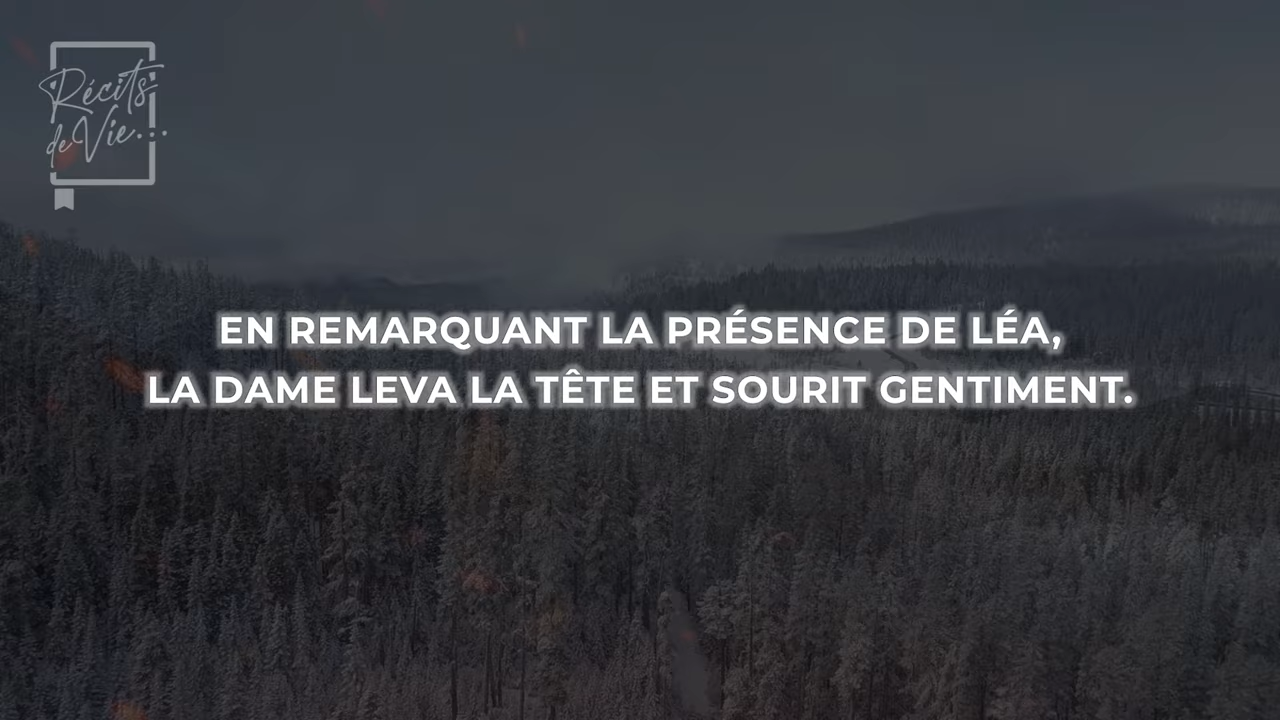 Récits
de Vie...
EN REMARQUANT LA PRÉSENCE DE LÉA,
LA DAME LEVA LA TÊTE ET SOURIT GENTIMENT.